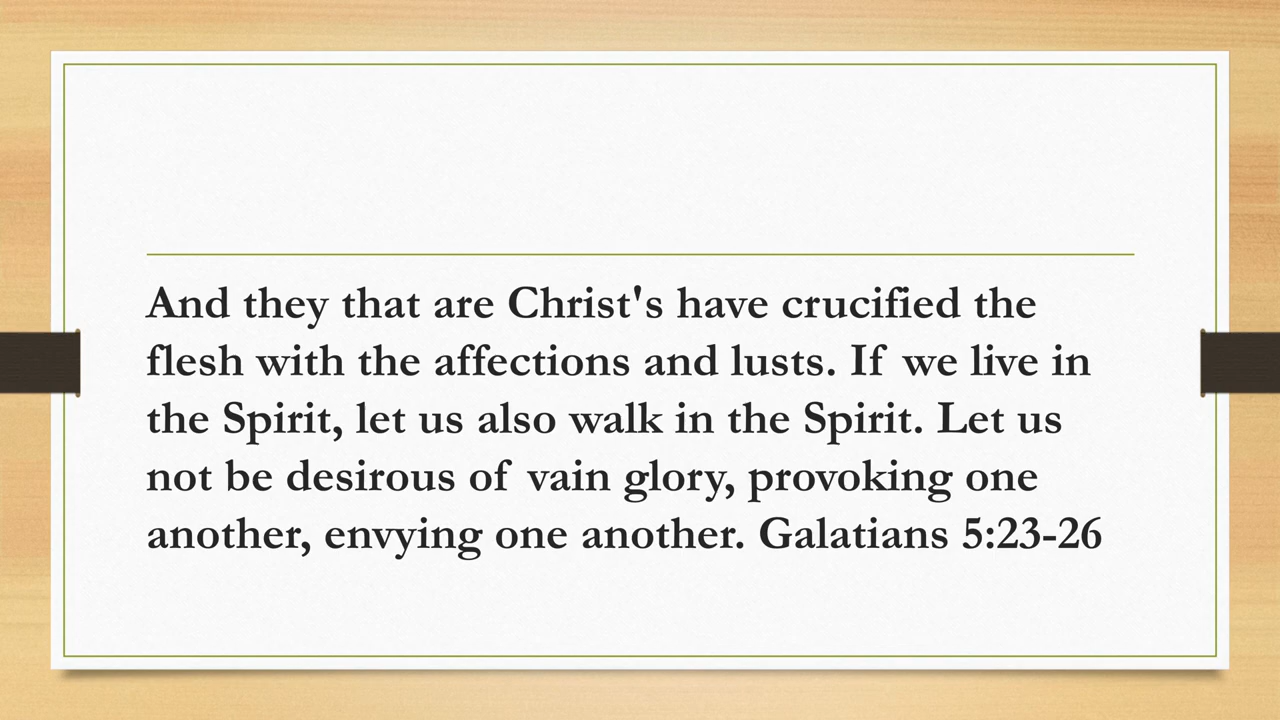 And they that are Christ's have crucified the
flesh with the affections and lusts. If we live in
the Spirit, let us also walk in the Spirit. Let us
not be desirous of vain glory, provoking one
another, envying one another. Galatians 5:23-26